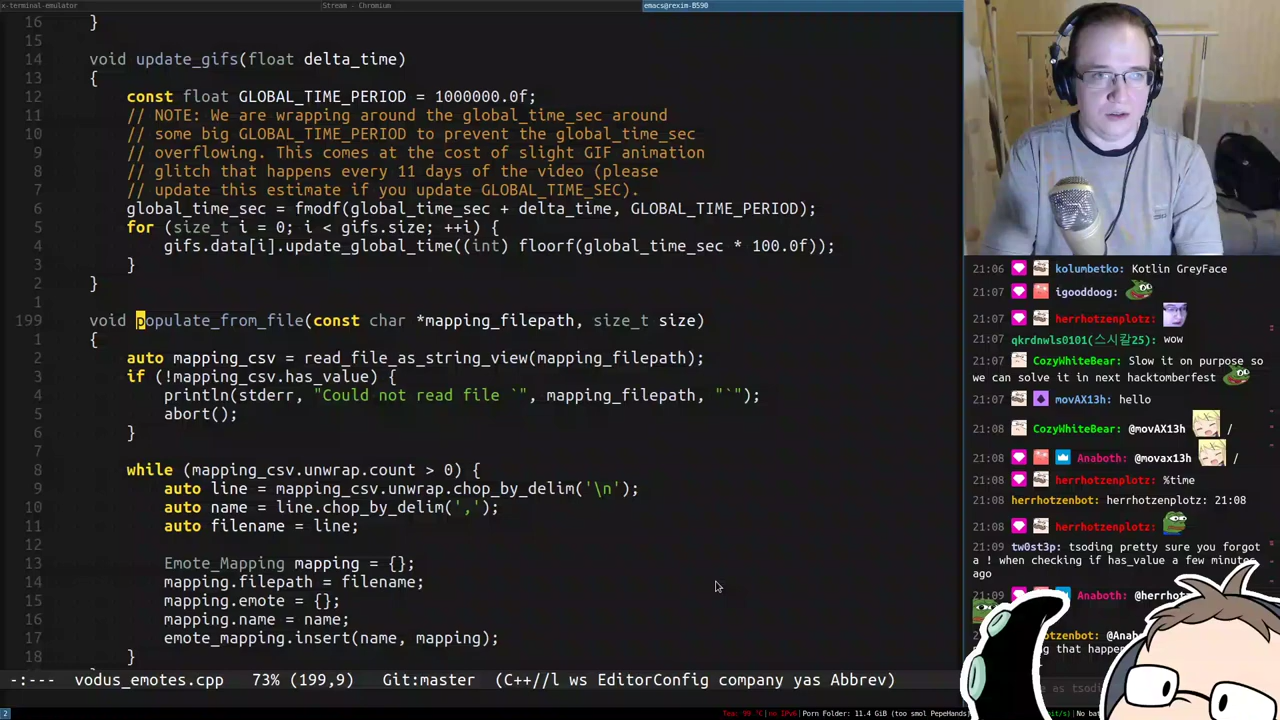 x-terminal-emulator
Stream - Chromium
emacs@rexim-B590
16 }
15
14 void update_gifs(float delta_time)
13 {
12 const float GLOBAL_TIME_PERIOD = 1000000.0f;
11 // NOTE: We are wrapping around the global_time_sec around
10 // some big GLOBAL_TIME_PERIOD to prevent the global_time_sec
9 // overflowing. This comes at the cost of slight GIF animation
8 // glitch that happens every 11 days of the video (please
7 // update this estimate if you update GLOBAL_TIME_SEC).
6 global_time_sec = fmodf(global_time_sec + delta_time, GLOBAL_TIME_PERIOD);
5 for (size_t i = 0; i < gifs.size; ++i) {
4 gifs.data[i].update_global_time((int) floorf(global_time_sec * 100.0f));
3 }
2 }
1
199 void populate_from_file(const char *mapping_filepath, size_t size)
1 {
2 auto mapping_csv = read_file_as_string_view(mapping_filepath);
3 if (!mapping_csv.has_value) {
4 println(stderr, "Could not read file `", mapping_filepath, "`");
5 abort();
6 }
7
8 while (mapping_csv.unwrap.count > 0) {
9 auto line = mapping_csv.unwrap.chop_by_delim('\n');
10 auto name = line.chop_by_delim(',');
11 auto filename = line;
12
13 Emote_Mapping mapping = {};
14 mapping.filepath = filename;
15 mapping.emote = {};
16 mapping.name = name;
17 emote_mapping.insert(name, mapping);
18 }
-:--- vodus_emotes.cpp 73% (199,9) Git:master (C++//l ws EditorConfig company yas Abbrev)
21:06 kolumbetko: Kotlin GreyFace
21:07 igooddoog:
21:07 herrhotzenplotz:
qkrdnwls0101(스시칼25): wow
21:07 CozyWhiteBear: Slow it on purpose so
we can solve it in next hacktomberfest
21:07 movAX13h: hello
21:08 CozyWhiteBear: @movAX13h /
21:08 Anaboth: @movax13h /
21:08 herrhotzenplotz: %time
21:08 herrhotzenbot: herrhotzenplotz: 21:08
21:08 herrhotzenplotz:
21:09 tw0st3p: tsoding pretty sure you forgot
a ! when checking if has_value a few minutes
ago
21:09 Anaboth:
2 Porn Folder: 11.4 GiB (too smol PepeHands)